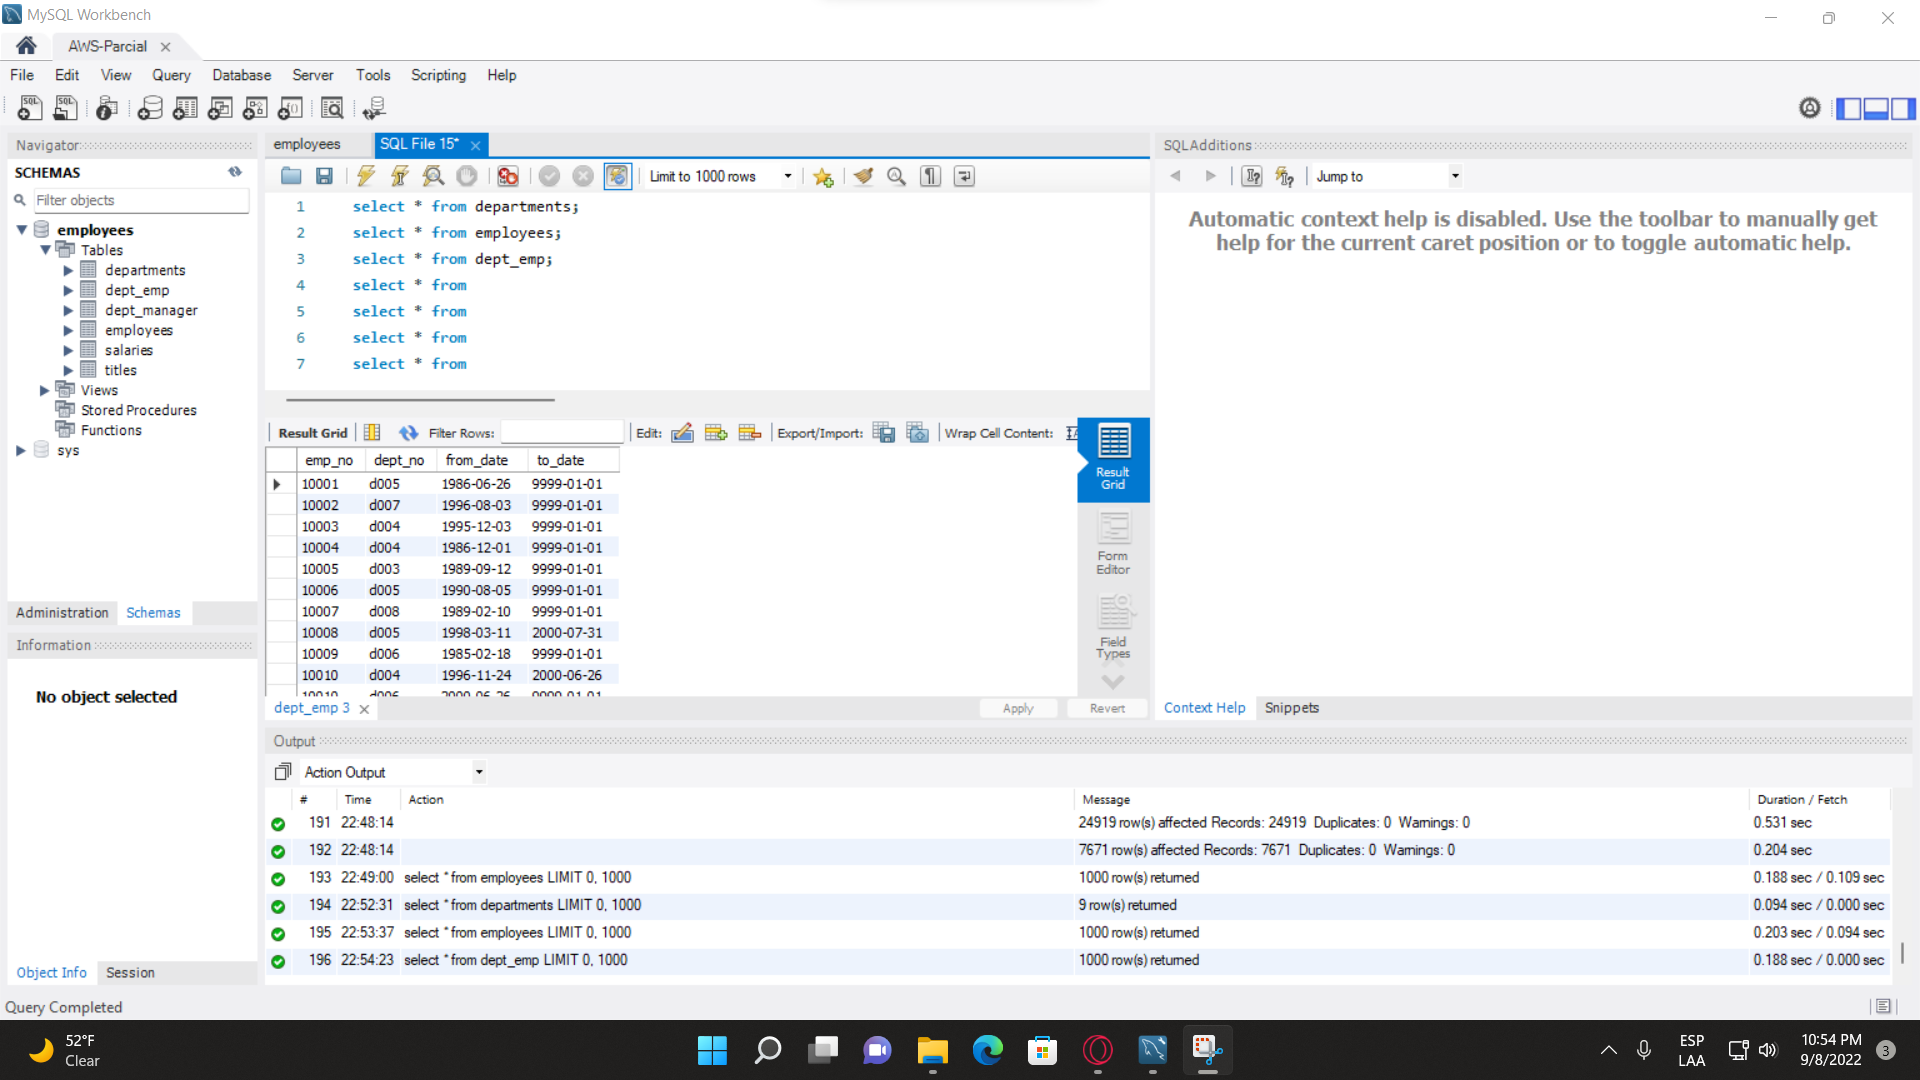 MySQL Workbench
AWS-Parcial
File Edit View Query Database Server Tools Scripting Help
Navigator
SCHEMAS
Filter objects
employees
Tables
departments
dept_emp
dept_manager
employees
salaries
titles
Views
Stored Procedures
Functions
sys
Administration Schemas
Information
No object selected
Object Info Session
employees SQL File 15*
Limit to 1000 rows
1 select * from departments;
2 select * from employees;
3 select * from dept_emp;
4 select * from
5 select * from
6 select * from
7 select * from
Result Grid Filter Rows: Edit: Export/Import: Wrap Cell Content:
emp_no dept_no from_date to_date
10001 d005 1986-06-26 9999-01-01
10002 d007 1996-08-03 9999-01-01
10003 d004 1995-12-03 9999-01-01
10004 d004 1986-12-01 9999-01-01
10005 d003 1989-09-12 9999-01-01
10006 d005 1990-08-05 9999-01-01
10007 d008 1989-02-10 9999-01-01
10008 d005 1998-03-11 2000-07-31
10009 d006 1985-02-18 9999-01-01
10010 d004 1996-11-24 2000-06-26
10010 d006 2000-06-26 9999-01-01
Result
Grid
Form
Editor
Field
Types
dept_emp 3 Apply Revert
SQLAdditions
Jump to
Automatic context help is disabled. Use the toolbar to manually get
help for the current caret position or to toggle automatic help.
Context Help Snippets
Output
Action Output
# Time Action Message Duration / Fetch
191 22:48:14 24919 row(s) affected Records: 24919 Duplicates: 0 Warnings: 0 0.531 sec
192 22:48:14 7671 row(s) affected Records: 7671 Duplicates: 0 Warnings: 0 0.204 sec
193 22:49:00 select * from employees LIMIT 0, 1000 1000 row(s) returned 0.188 sec / 0.109 sec
194 22:52:31 select * from departments LIMIT 0, 1000 9 row(s) returned 0.094 sec / 0.000 sec
195 22:53:37 select * from employees LIMIT 0, 1000 1000 row(s) returned 0.203 sec / 0.094 sec
196 22:54:23 select * from dept_emp LIMIT 0, 1000 1000 row(s) returned 0.188 sec / 0.000 sec
Query Completed
52°F
Clear
ESP
LAA
10:54 PM
9/8/2022
3